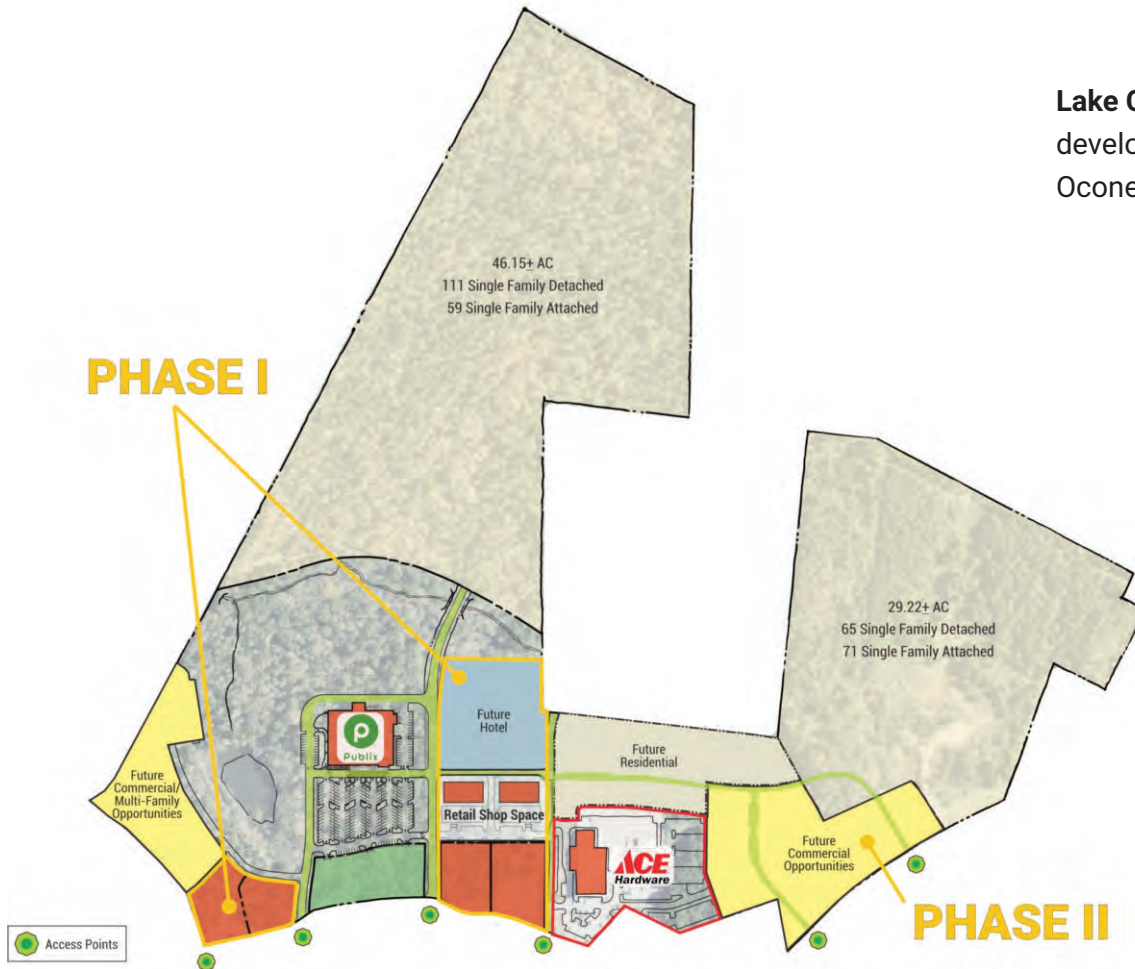 Lake
develo
Ocone
46.15± AC
111 Single Family Detached
59 Single Family Attached
PHASE I
29.22± AC
65 Single Family Detached
71 Single Family Attached
Future
Hotel
Publix
Future
Residential
Future
Commercial/
Multi-Family
Opportunities
Retail Shop Space
ACE
Hardware
Future
Commercial
Opportunities
PHASE II
Access Points